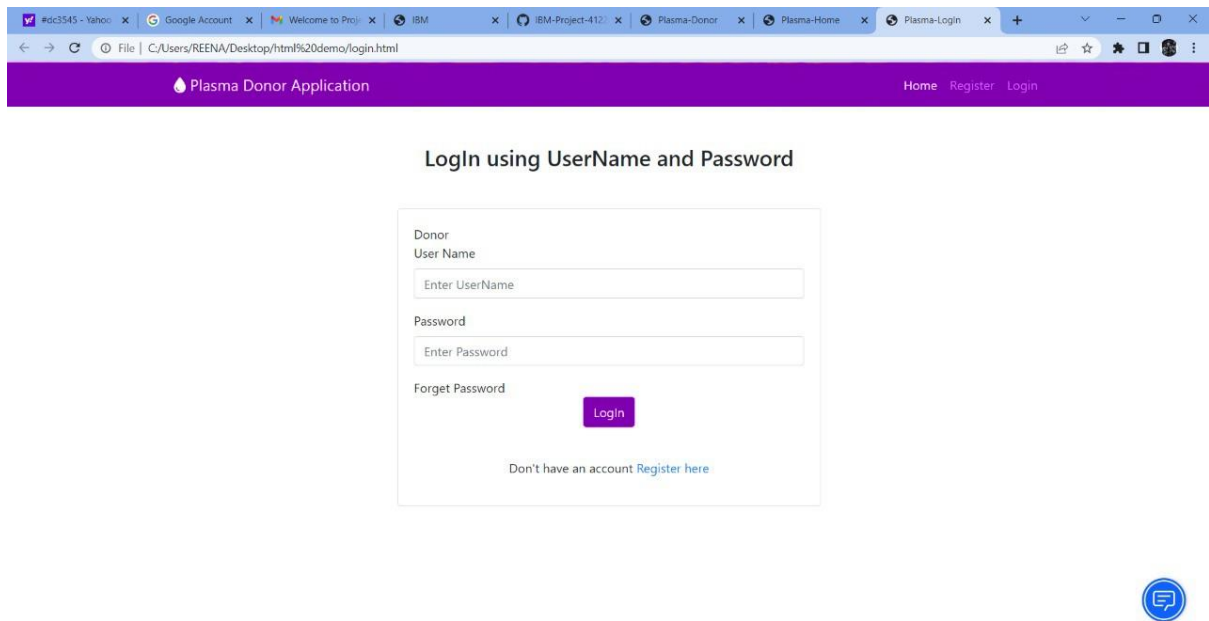 #dc3545 - Yahoo
Google Account
Welcome to Proj
IBM
IBM-Project-4122
Plasma-Donor
Plasma-Home
Plasma-LogIn
File | C:/Users/REENA/Desktop/html%20demo/login.html
Plasma Donor Application
Home Register Login
LogIn using UserName and Password
Donor
User Name
Enter UserName
Password
Enter Password
Forget Password
LogIn
Don't have an account Register here